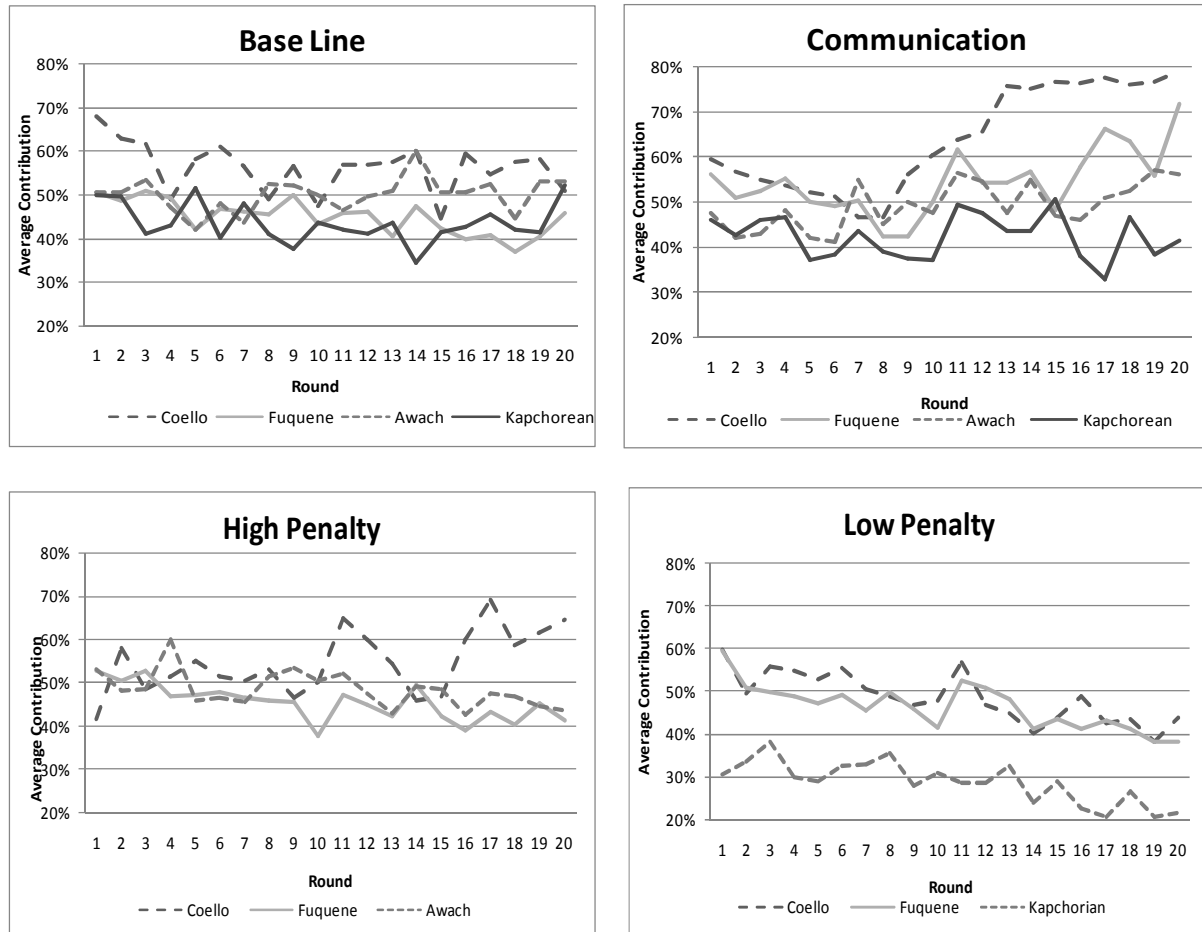 Base Line
80%
70%
60%
50%
40%
30%
20%
Average Contribution
1 2 3 4 5 6 7 8 9 10 11 12 13 14 15 16 17 18 19 20
Round
Coello Fuquene Awach Kapchorean
Communication
80%
70%
60%
50%
40%
30%
20%
Average Contribution
1 2 3 4 5 6 7 8 9 10 11 12 13 14 15 16 17 18 19 20
Round
Coello Fuquene Awach Kapchorean
High Penalty
80%
70%
60%
50%
40%
30%
20%
Average Contribution
1 2 3 4 5 6 7 8 9 10 11 12 13 14 15 16 17 18 19 20
Round
Coello Fuquene Awach
Low Penalty
80%
70%
60%
50%
40%
30%
20%
Average Contribution
1 2 3 4 5 6 7 8 9 10 11 12 13 14 15 16 17 18 19 20
Round
Coello Fuquene Kapchorian